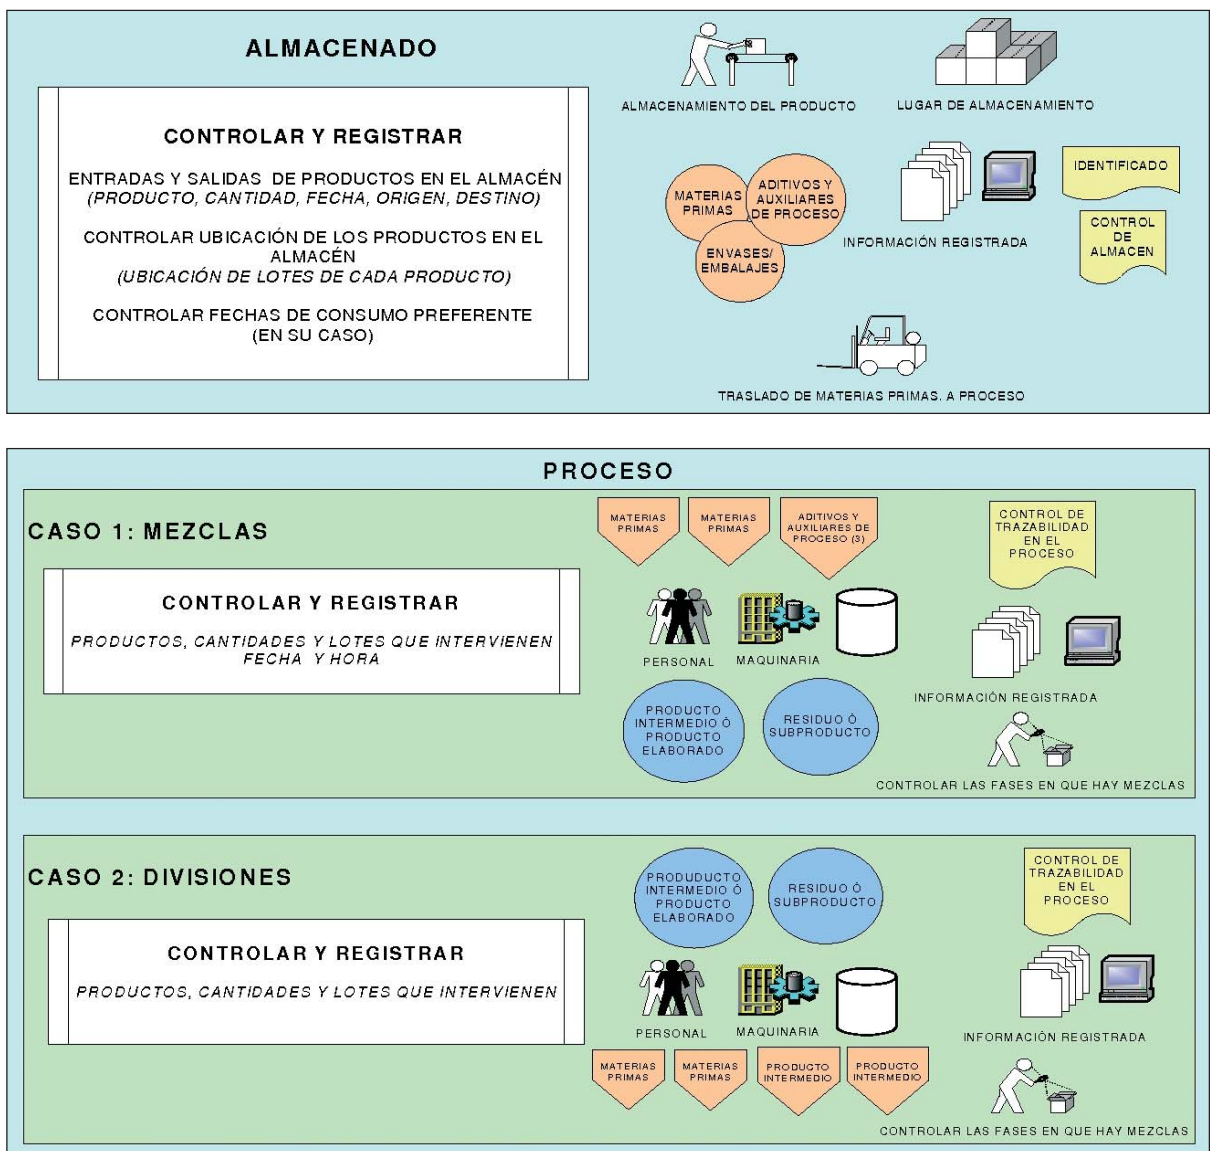 ALMACENADO
CONTROLAR Y REGISTRAR
ENTRADAS Y SALIDAS DE PRODUCTOS EN EL ALMACÉN
(PRODUCTO, CANTIDAD, FECHA, ORIGEN, DESTINO)
CONTROLAR UBICACIÓN DE LOS PRODUCTOS EN EL
ALMACÉN
(UBICACIÓN DE LOTES DE CADA PRODUCTO)
CONTROLAR FECHAS DE CONSUMO PREFERENTE
(EN SU CASO)
ALMACENAMIENTO DEL PRODUCTO
LUGAR DE ALMACENAMIENTO
MATERIAS
PRIMAS
ADITIVOS Y
AUXILIARES
DE PROCESO
ENVASES/
EMBALAJES
INFORMACIÓN REGISTRADA
IDENTIFICADO
CONTROL
DE
ALMACEN
TRASLADO DE MATERIAS PRIMAS. A PROCESO
PROCESO
CASO 1: MEZCLAS
CONTROLAR Y REGISTRAR
PRODUCTOS, CANTIDADES Y LOTES QUE INTERVIENEN
FECHA Y HORA
MATERIAS
PRIMAS
MATERIAS
PRIMAS
ADITIVOS Y
AUXILIARES DE
PROCESO (3)
CONTROL DE
TRAZABILIDAD
EN EL
PROCESO
PERSONAL
MAQUINARIA
INFORMACIÓN REGISTRADA
PRODUCTO
INTERMEDIO Ó
PRODUCTO
ELABORADO
RESIDUO Ó
SUBPRODUCTO
CONTROLAR LAS FASES EN QUE HAY MEZCLAS
CASO 2: DIVISIONES
CONTROLAR Y REGISTRAR
PRODUCTOS, CANTIDADES Y LOTES QUE INTERVIENEN
PRODUDUCTO
INTERMEDIO Ó
PRODUCTO
ELABORADO
RESIDUO Ó
SUBPRODUCTO
CONTROL DE
TRAZABILIDAD
EN EL
PROCESO
PERSONAL
MAQUINARIA
INFORMACIÓN REGISTRADA
MATERIAS
PRIMAS
MATERIAS
PRIMAS
PRODUCTO
INTERMEDIO
PRODUCTO
INTERMEDIO
CONTROLAR LAS FASES EN QUE HAY MEZCLAS